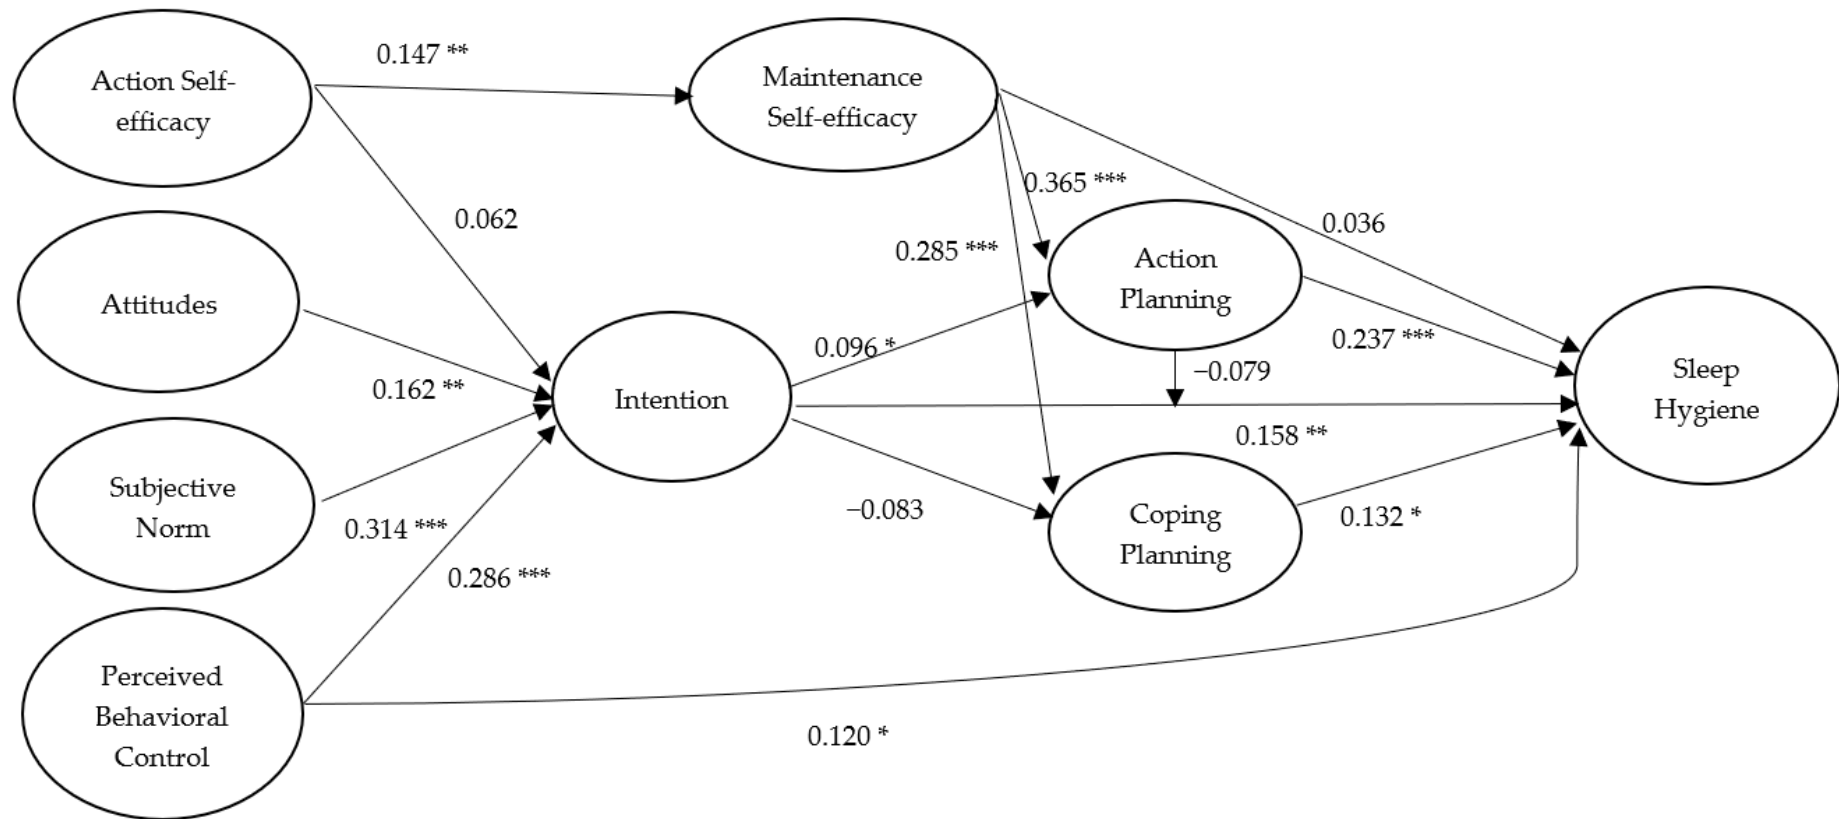 Action Self-
efficacy
0.147 **
Maintenance
Self-efficacy
0.062
0.365 ***
0.036
0.285 ***
Attitudes
Action
Planning
0.162 **
Intention
0.096 *
−0.079
0.237 ***
Sleep
Hygiene
0.158 **
Subjective
Norm
0.314 ***
−0.083
Coping
Planning
0.132 *
0.286 ***
Perceived
Behavioral
Control
0.120 *